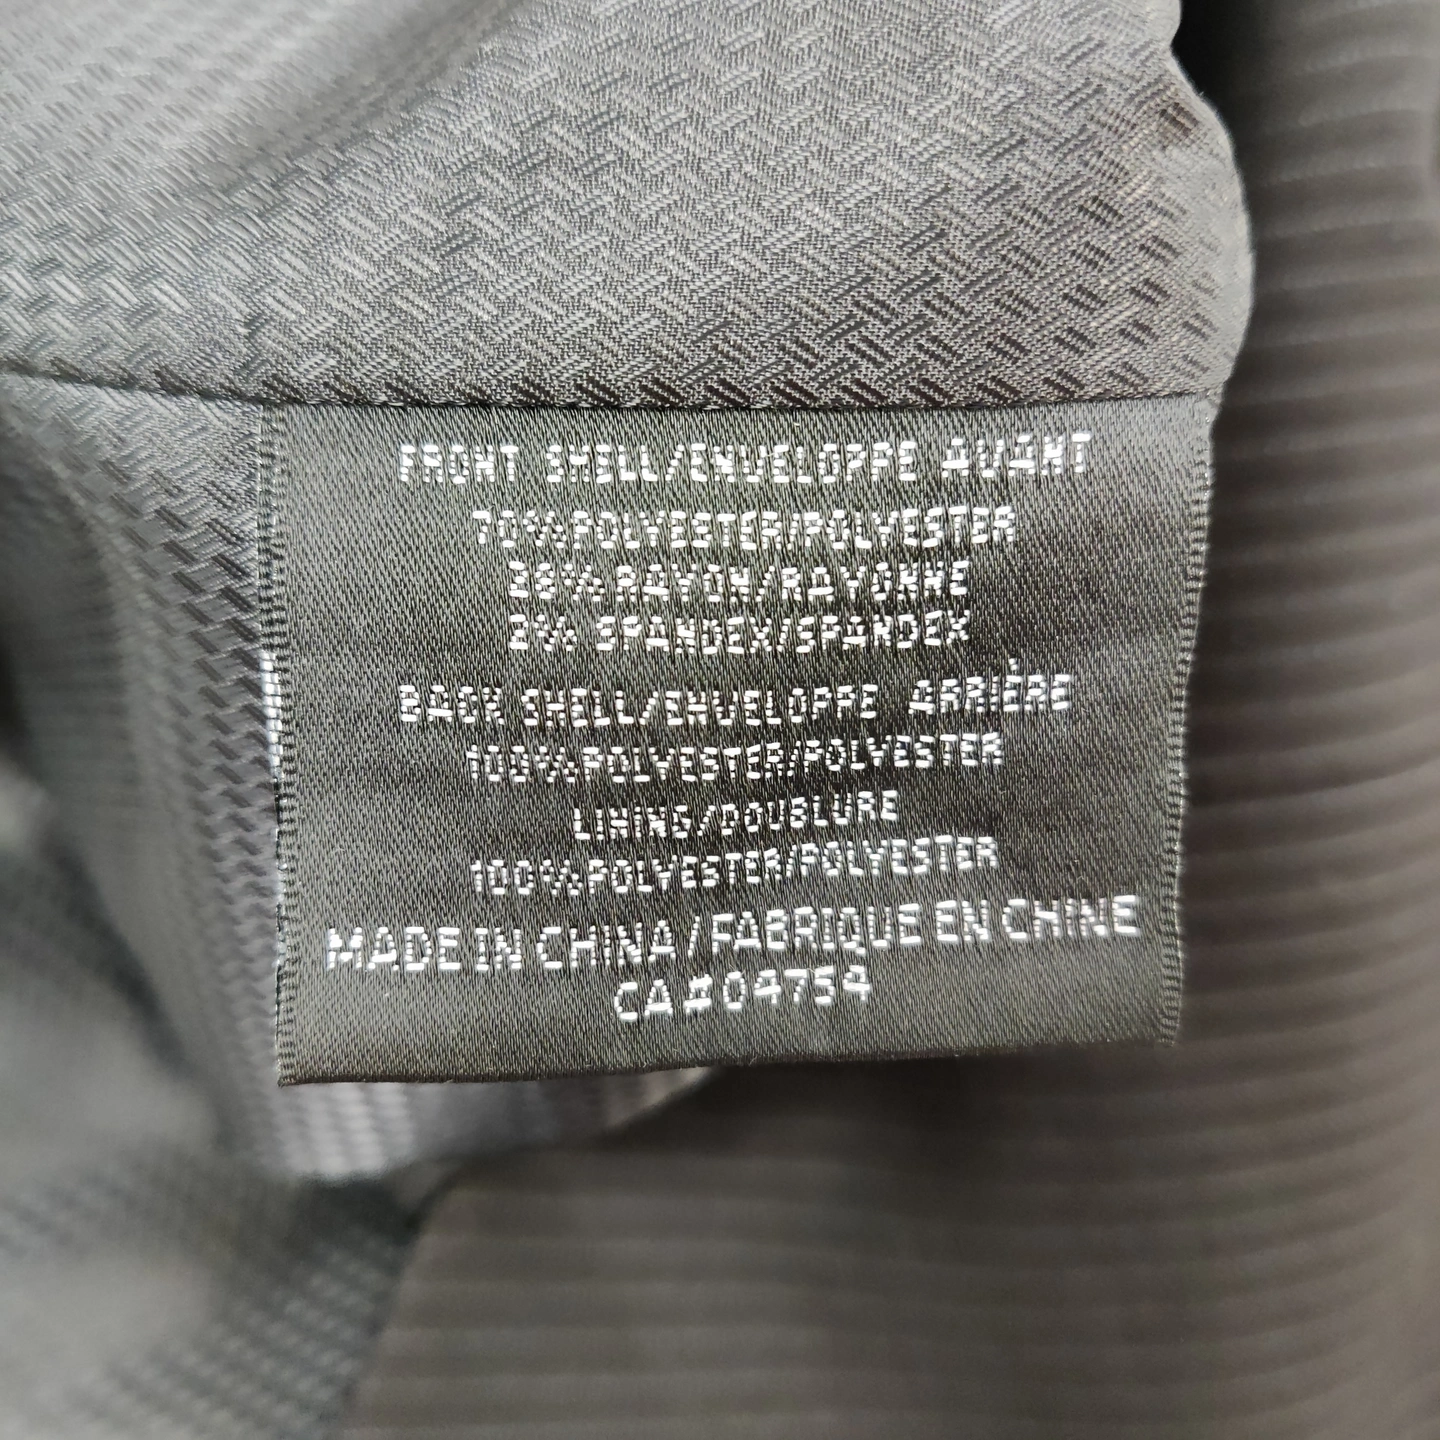 FRONT SHELL/ENVELOPPE AVANT
70%POLYESTER/POLYESTER
28%RAYON/RAYONNE
2% SPANDEX/SPANDEX
BACK SHELL/ENVELOPPE ARRIÈRE
100%POLYESTER/POLYESTER
LINING/DOUBLURE
100%POLYESTER/POLYESTER
MADE IN CHINA/FABRIQUE EN CHINE
CA#04754